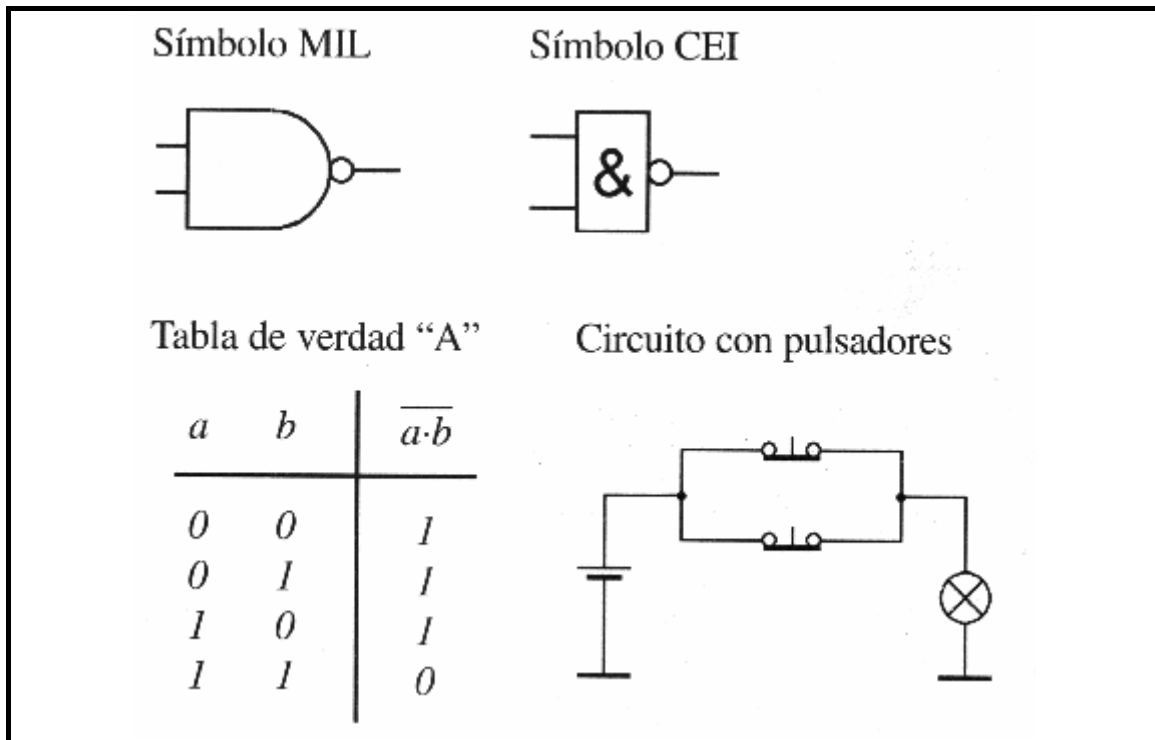 Símbolo MIL
Símbolo CEI
&
Tabla de verdad “A”
Circuito con pulsadores
a b \overline{a·b}
0 0 1
0 1 1
1 0 1
1 1 0